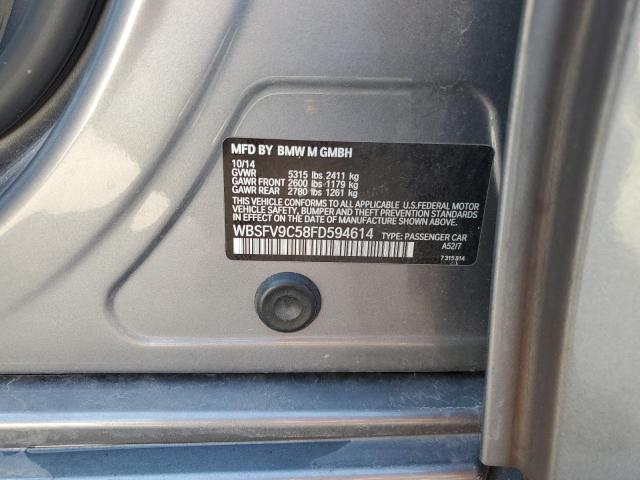 MFD BY BMW M GMBH
10/14
GVWR 5315 lbs 2411 kg
GAWR FRONT 2600 lbs 1179 kg
GAWR REAR 2780 lbs 1261 kg
THIS VEHICLE CONFORMS TO ALL APPLICABLE U.S.FEDERAL MOTOR
VEHICLE SAFETY, BUMPER AND THEFT PREVENTION STANDARDS IN
EFFECT ON THE DATE OF MANUFACTURE SHOWN ABOVE.
WBSFV9C58FD594614 TYPE: PASSENGER CAR
A52/7
7 315 814